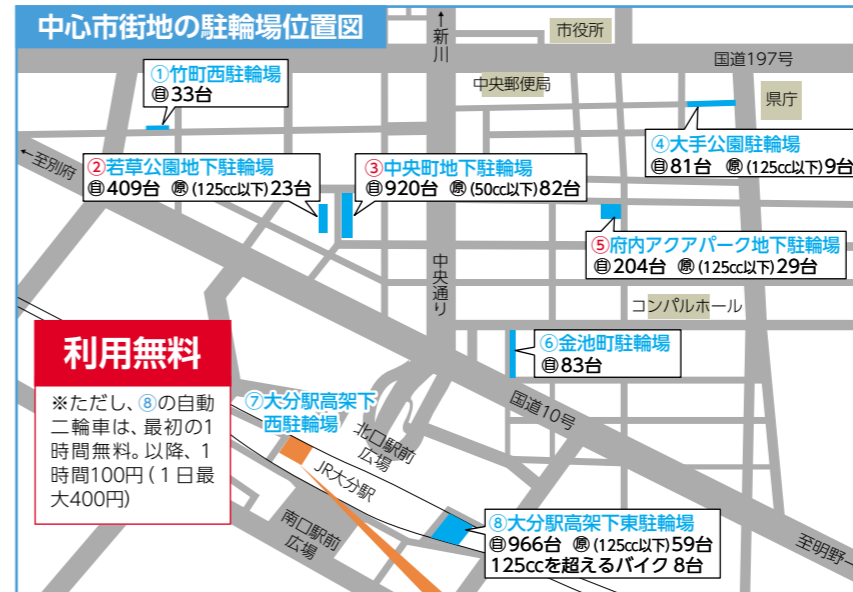 中心市街地の駐輪場位置図
↑新川
市役所
国道197号
①竹町西駐輪場
自33台
中央郵便局
県庁
←至別府
②若草公園地下駐輪場
自409台 原(125cc以下)23台
③中央町地下駐輪場
自920台 原(50cc以下)82台
④大手公園駐輪場
自81台 原(125cc以下)9台
⑤府内アクアパーク地下駐輪場
自204台 原(125cc以下)29台
中央通り
コンパルホール
利用無料
※ただし、⑧の自動
二輪車は、最初の1
時間無料。以降、1
時間100円(1日最
大400円)
⑥金池町駐輪場
自83台
国道10号
⑦大分駅高架下
西駐輪場
北口駅前
広場
JR大分駅
南口駅前
広場
⑧大分駅高架下東駐輪場
自966台 原(125cc以下)59台
125ccを超えるバイク 8台
至明野→